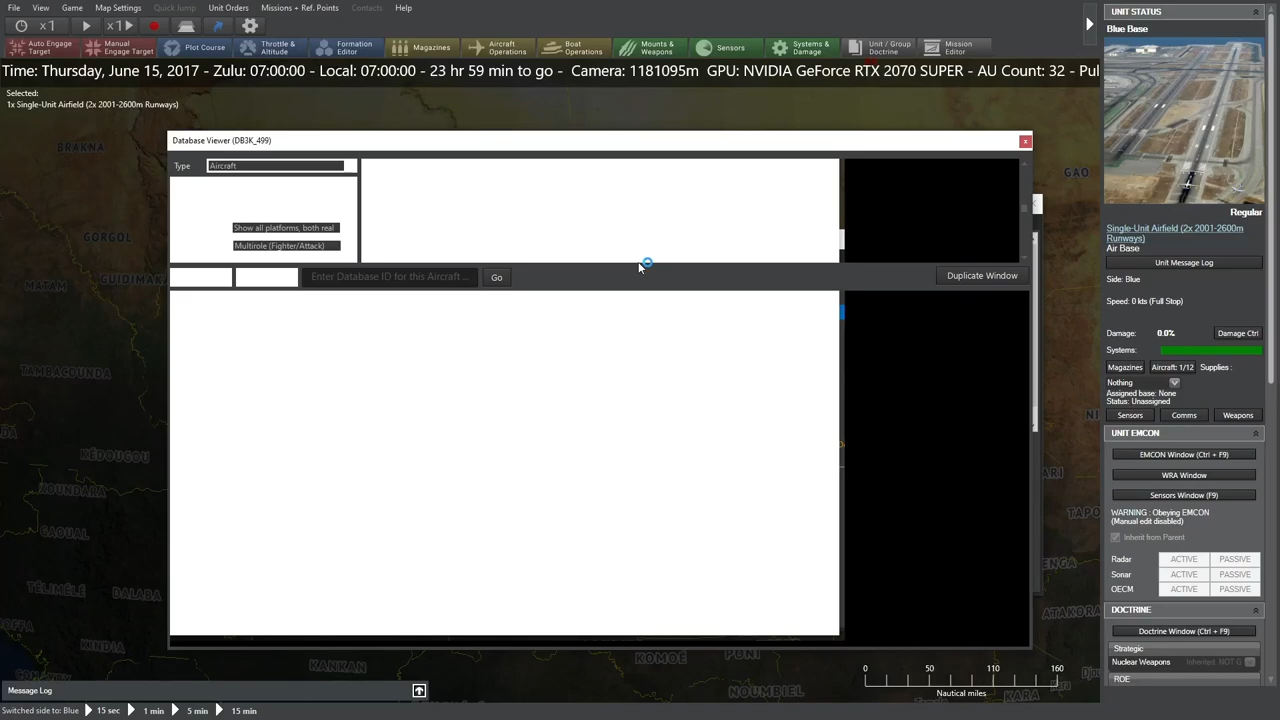 File View Game Map Settings Quick Jump Unit Orders Missions + Ref. Points Contacts Help
x1 x1
Auto Engage Target Manual Engage Target Plot Course Throttle & Altitude Formation Editor Magazines Aircraft Operations Boat Operations Mounts & Weapons Sensors Systems & Damage Unit / Group Doctrine Mission Editor
Time: Thursday, June 15, 2017 - Zulu: 07:00:00 - Local: 07:00:00 - 23 hr 59 min to go - Camera: 1181095m GPU: NVIDIA GeForce RTX 2070 SUPER - AU Count: 32 - Pul
Selected:
1x Single-Unit Airfield (2x 2001-2600m Runways)
BRAKNA
GORGOL
GUIDIMAK
TAMBACOUNDA
KÉDOUGOU
KOUNDARA
GAOUAL
TÉLIMÉLÉ
DALABA
KINDIA
KANKAN
KOMOÉ
PONI
NOUMBIEL
GAO
TAPO
ATAKORA
KARA
Database Viewer (DB3K_499)
x
Type Aircraft
Show all platforms, both real
Multirole (Fighter/Attack)
Enter Database ID for this Aircraft ... Go Duplicate Window
0 50 110 160
Nautical miles
Message Log
Switched side to: Blue 15 sec 1 min 5 min 15 min
UNIT STATUS
Blue Base
Regular
Single-Unit Airfield (2x 2001-2600m
Runways)
Air Base
Unit Message Log
Side: Blue
Speed: 0 kts (Full Stop)
Damage: 0.0% Damage Ctrl
Systems:
Magazines Aircraft: 1/12 Supplies :
Nothing
Assigned base: None
Status: Unassigned
Sensors Comms Weapons
UNIT EMCON
EMCON Window (Ctrl + F9)
WRA Window
Sensors Window (F9)
WARNING : Obeying EMCON
(Manual edit disabled)
Inherit from Parent
Radar ACTIVE PASSIVE
Sonar ACTIVE PASSIVE
OECM ACTIVE PASSIVE
DOCTRINE
Doctrine Window (Ctrl + F9)
Strategic
Nuclear Weapons Inherited: NOT G
ROE